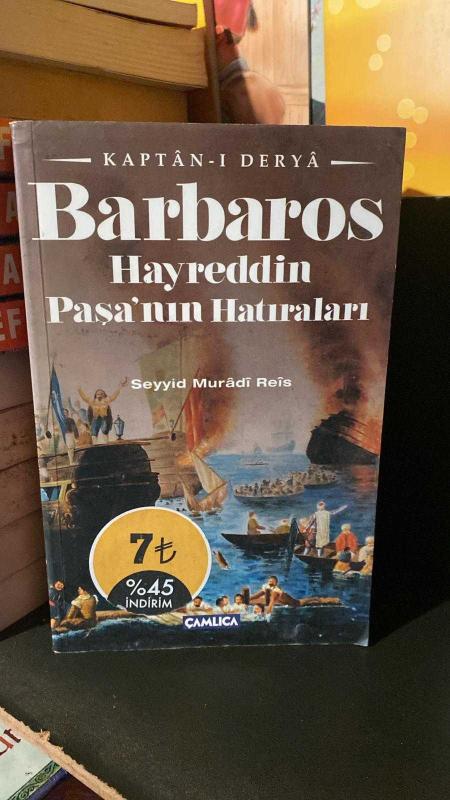 KAPTÂN-I DERYÂ
Barbaros
Hayreddin
Paşa'nın Hatıraları
Seyyid Murâdî Reîs
7₺
%45
İNDİRİM
ÇAMLICA